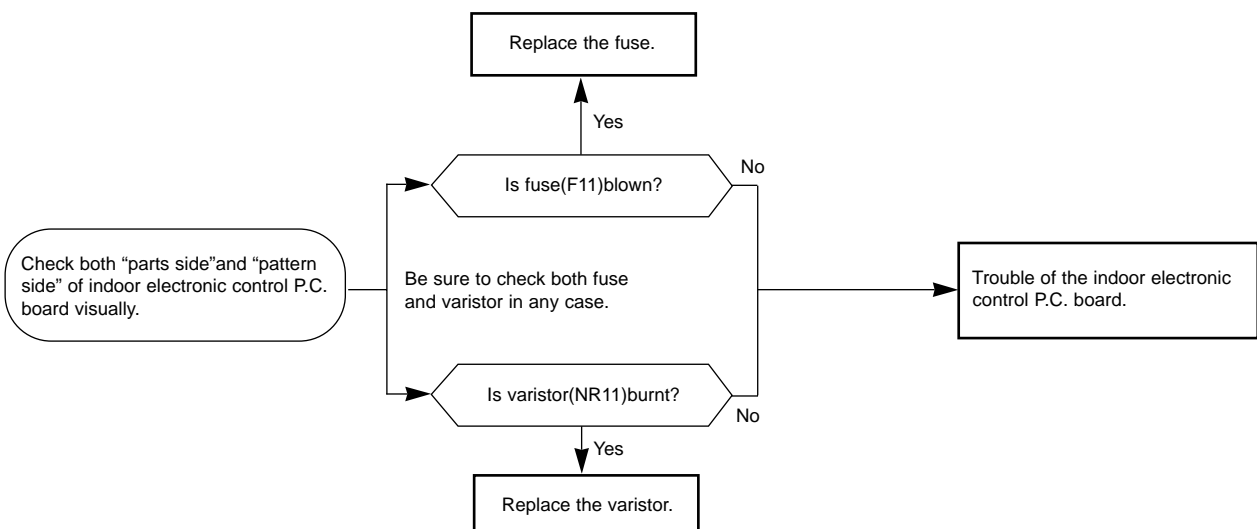 Replace the fuse.
Yes
Is fuse(F11)blown?
No
Check both “parts side”and “pattern
side” of indoor electronic control P.C.
board visually.
Be sure to check both fuse
and varistor in any case.
Trouble of the indoor electronic
control P.C. board.
Is varistor(NR11)burnt?
No
Yes
Replace the varistor.